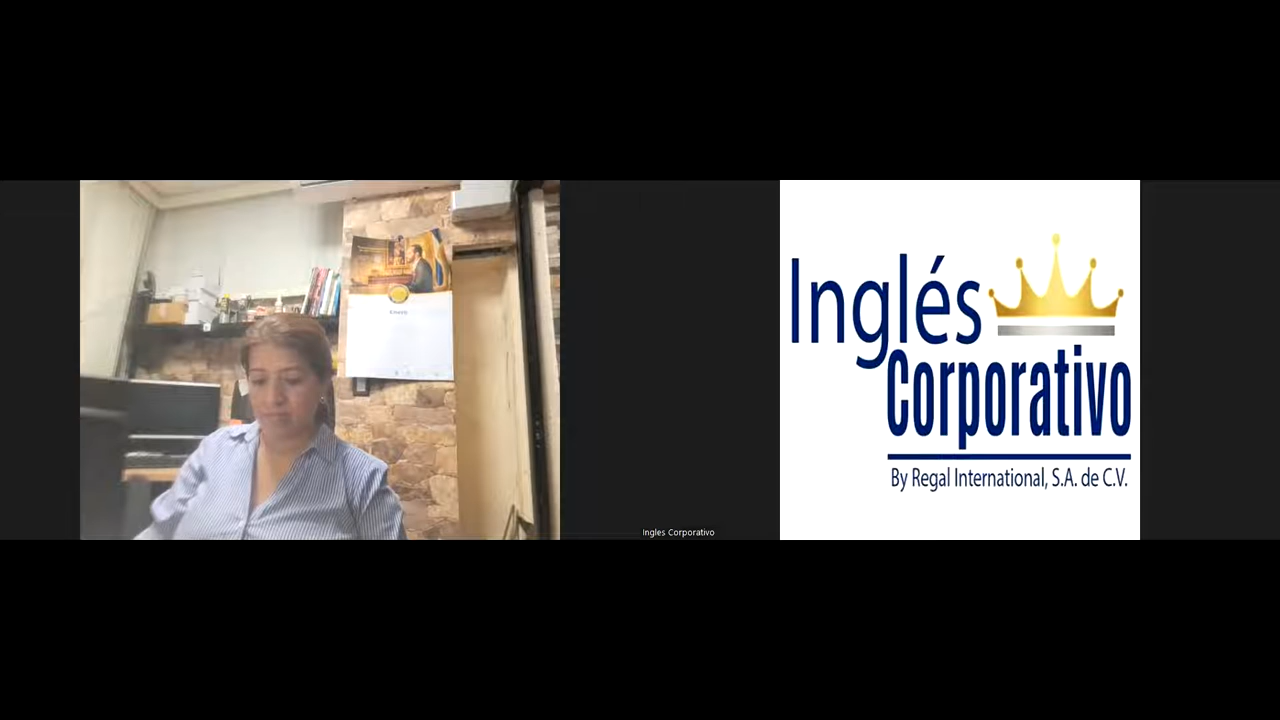 Inglés
Corporativo
By Regal International, S.A. de C.V.
Ingles Corporativo